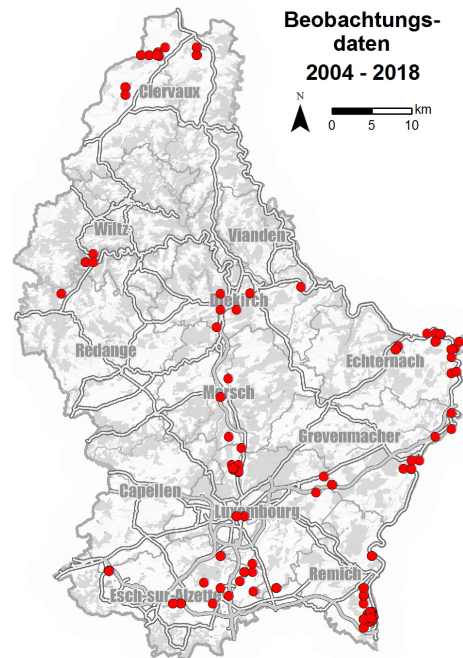 Beobachtungs-
daten
2004 - 2018
N
km
0 5 10
Clervaux
Wiltz
Vianden
Diekirch
Redange
Echternach
Mersch
Grevenmacher
Capellen
Luxembourg
Remich
Esch-sur-Alzette